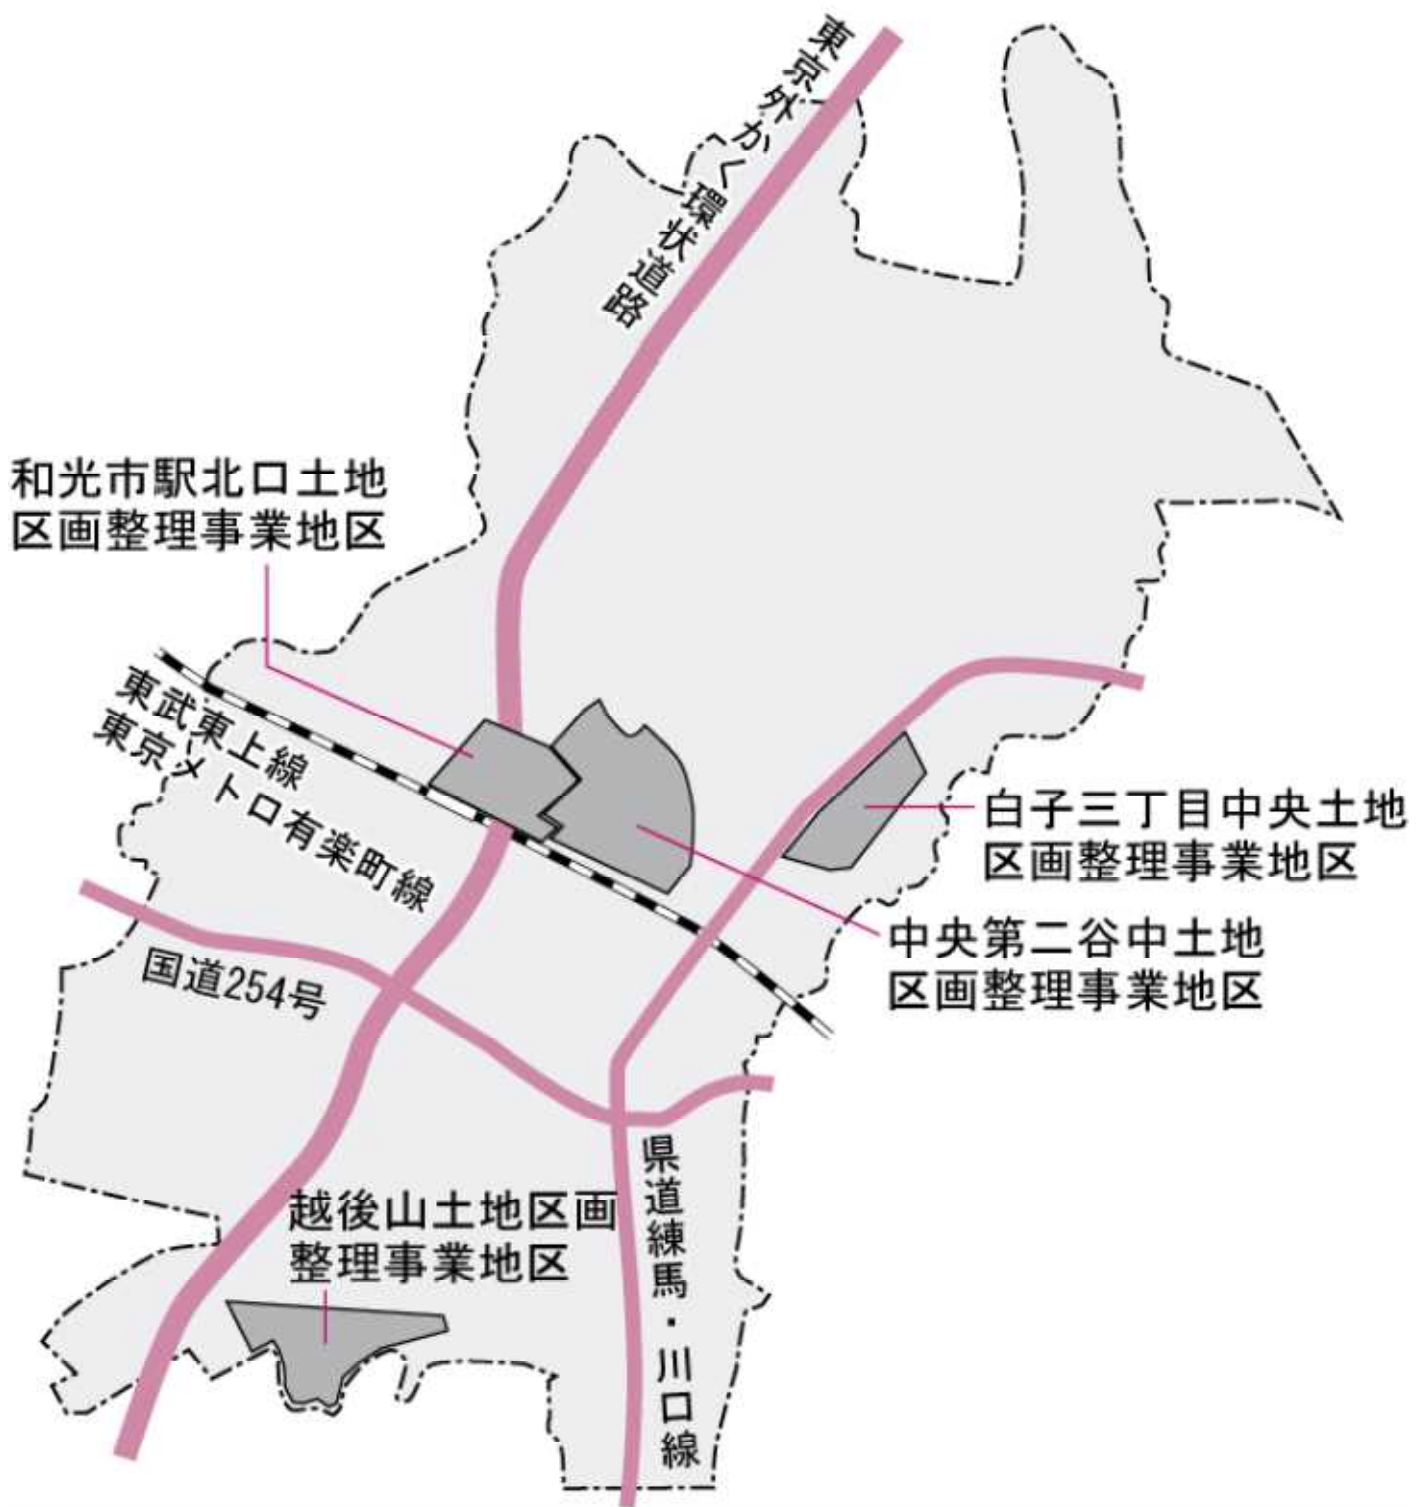 東京外かく環状道路
和光市駅北口土地
区画整理事業地区
東武東上線
東京メトロ有楽町線
白子三丁目中央土地
区画整理事業地区
中央第二谷中土地
区画整理事業地区
国道254号
県道練馬・川口線
越後山土地区画
整理事業地区